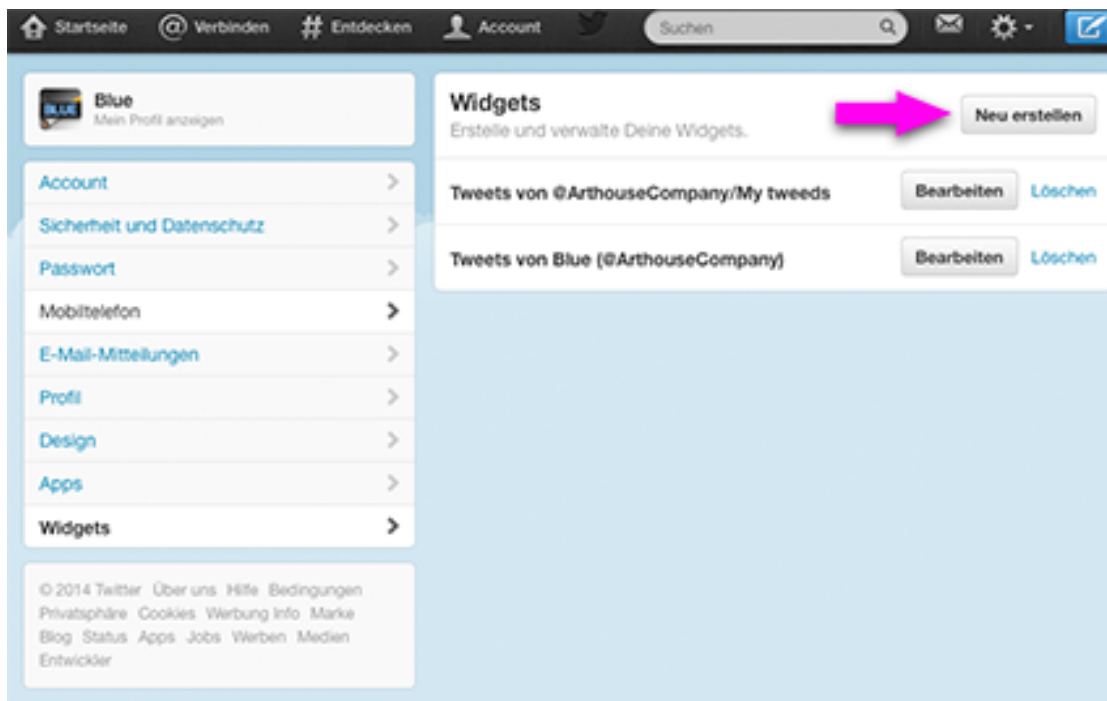 Startseite Verbinden Entdecken Account Suchen
BLUE
Blue
Mein Profil anzeigen
Account
Sicherheit und Datenschutz
Passwort
Mobiltelefon
E-Mail-Mitteilungen
Profil
Design
Apps
Widgets
© 2014 Twitter Über uns Hilfe Bedingungen
Privatsphäre Cookies Werbung Info Marke
Blog Status Apps Jobs Werben Medien
Entwickler
Widgets
Erstelle und verwalte Deine Widgets.
Neu erstellen
Tweets von @ArthouseCompany/My tweeds Bearbeiten Löschen
Tweets von Blue (@ArthouseCompany) Bearbeiten Löschen